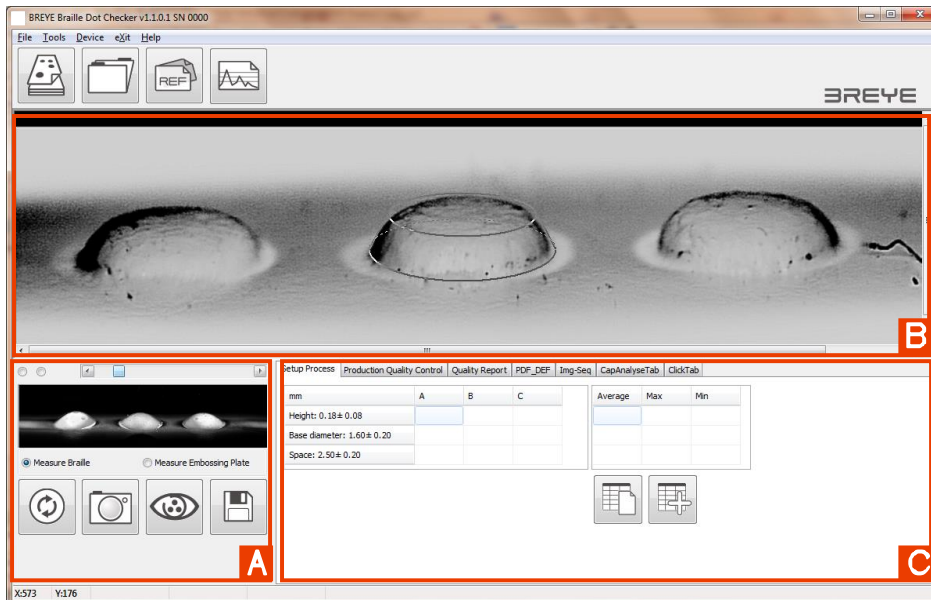 BREYE Braille Dot Checker v1.1.0.1 SN 0000
File Tools Device eXit Help
REF
BREYE
B
Setup Process Production Quality Control Quality Report PDF_DEF Img-Seq CapAnalyseTab ClickTab
mm A B C
Average Max Min
Height: 0.18± 0.08
Base diameter: 1.60± 0.20
Space: 2.50± 0.20
Measure Braille Measure Embossing Plate
A
C
X:573 Y:176